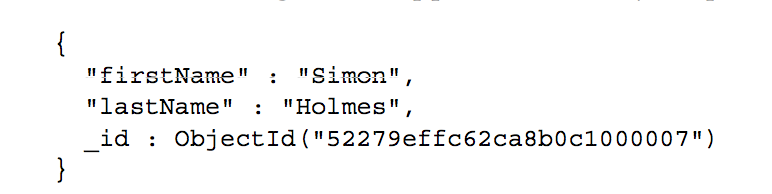 {
"firstName" : "Simon",
"lastName" : "Holmes",
_id : ObjectId("52279effc62ca8b0c1000007")
}